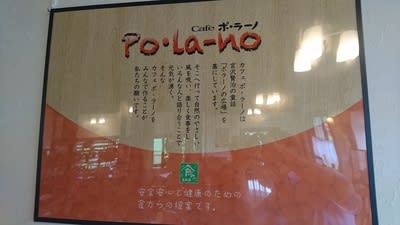 Cafe ポ・ラーノ
Po・la-no
カフェ ポ・ラーノは
宮沢賢治の童話
「ポラーノの広場」を
基にしています。
そこへ行って自然のやさしい
風を吸い、楽しく食事をし
いろんな人と語り合うことで
元気が湧く、
そんな
カフェ ポ・ラーノを
みんなで作ることが
私たちの願いです。
食
安全安心と健康のための
食からの提案です。